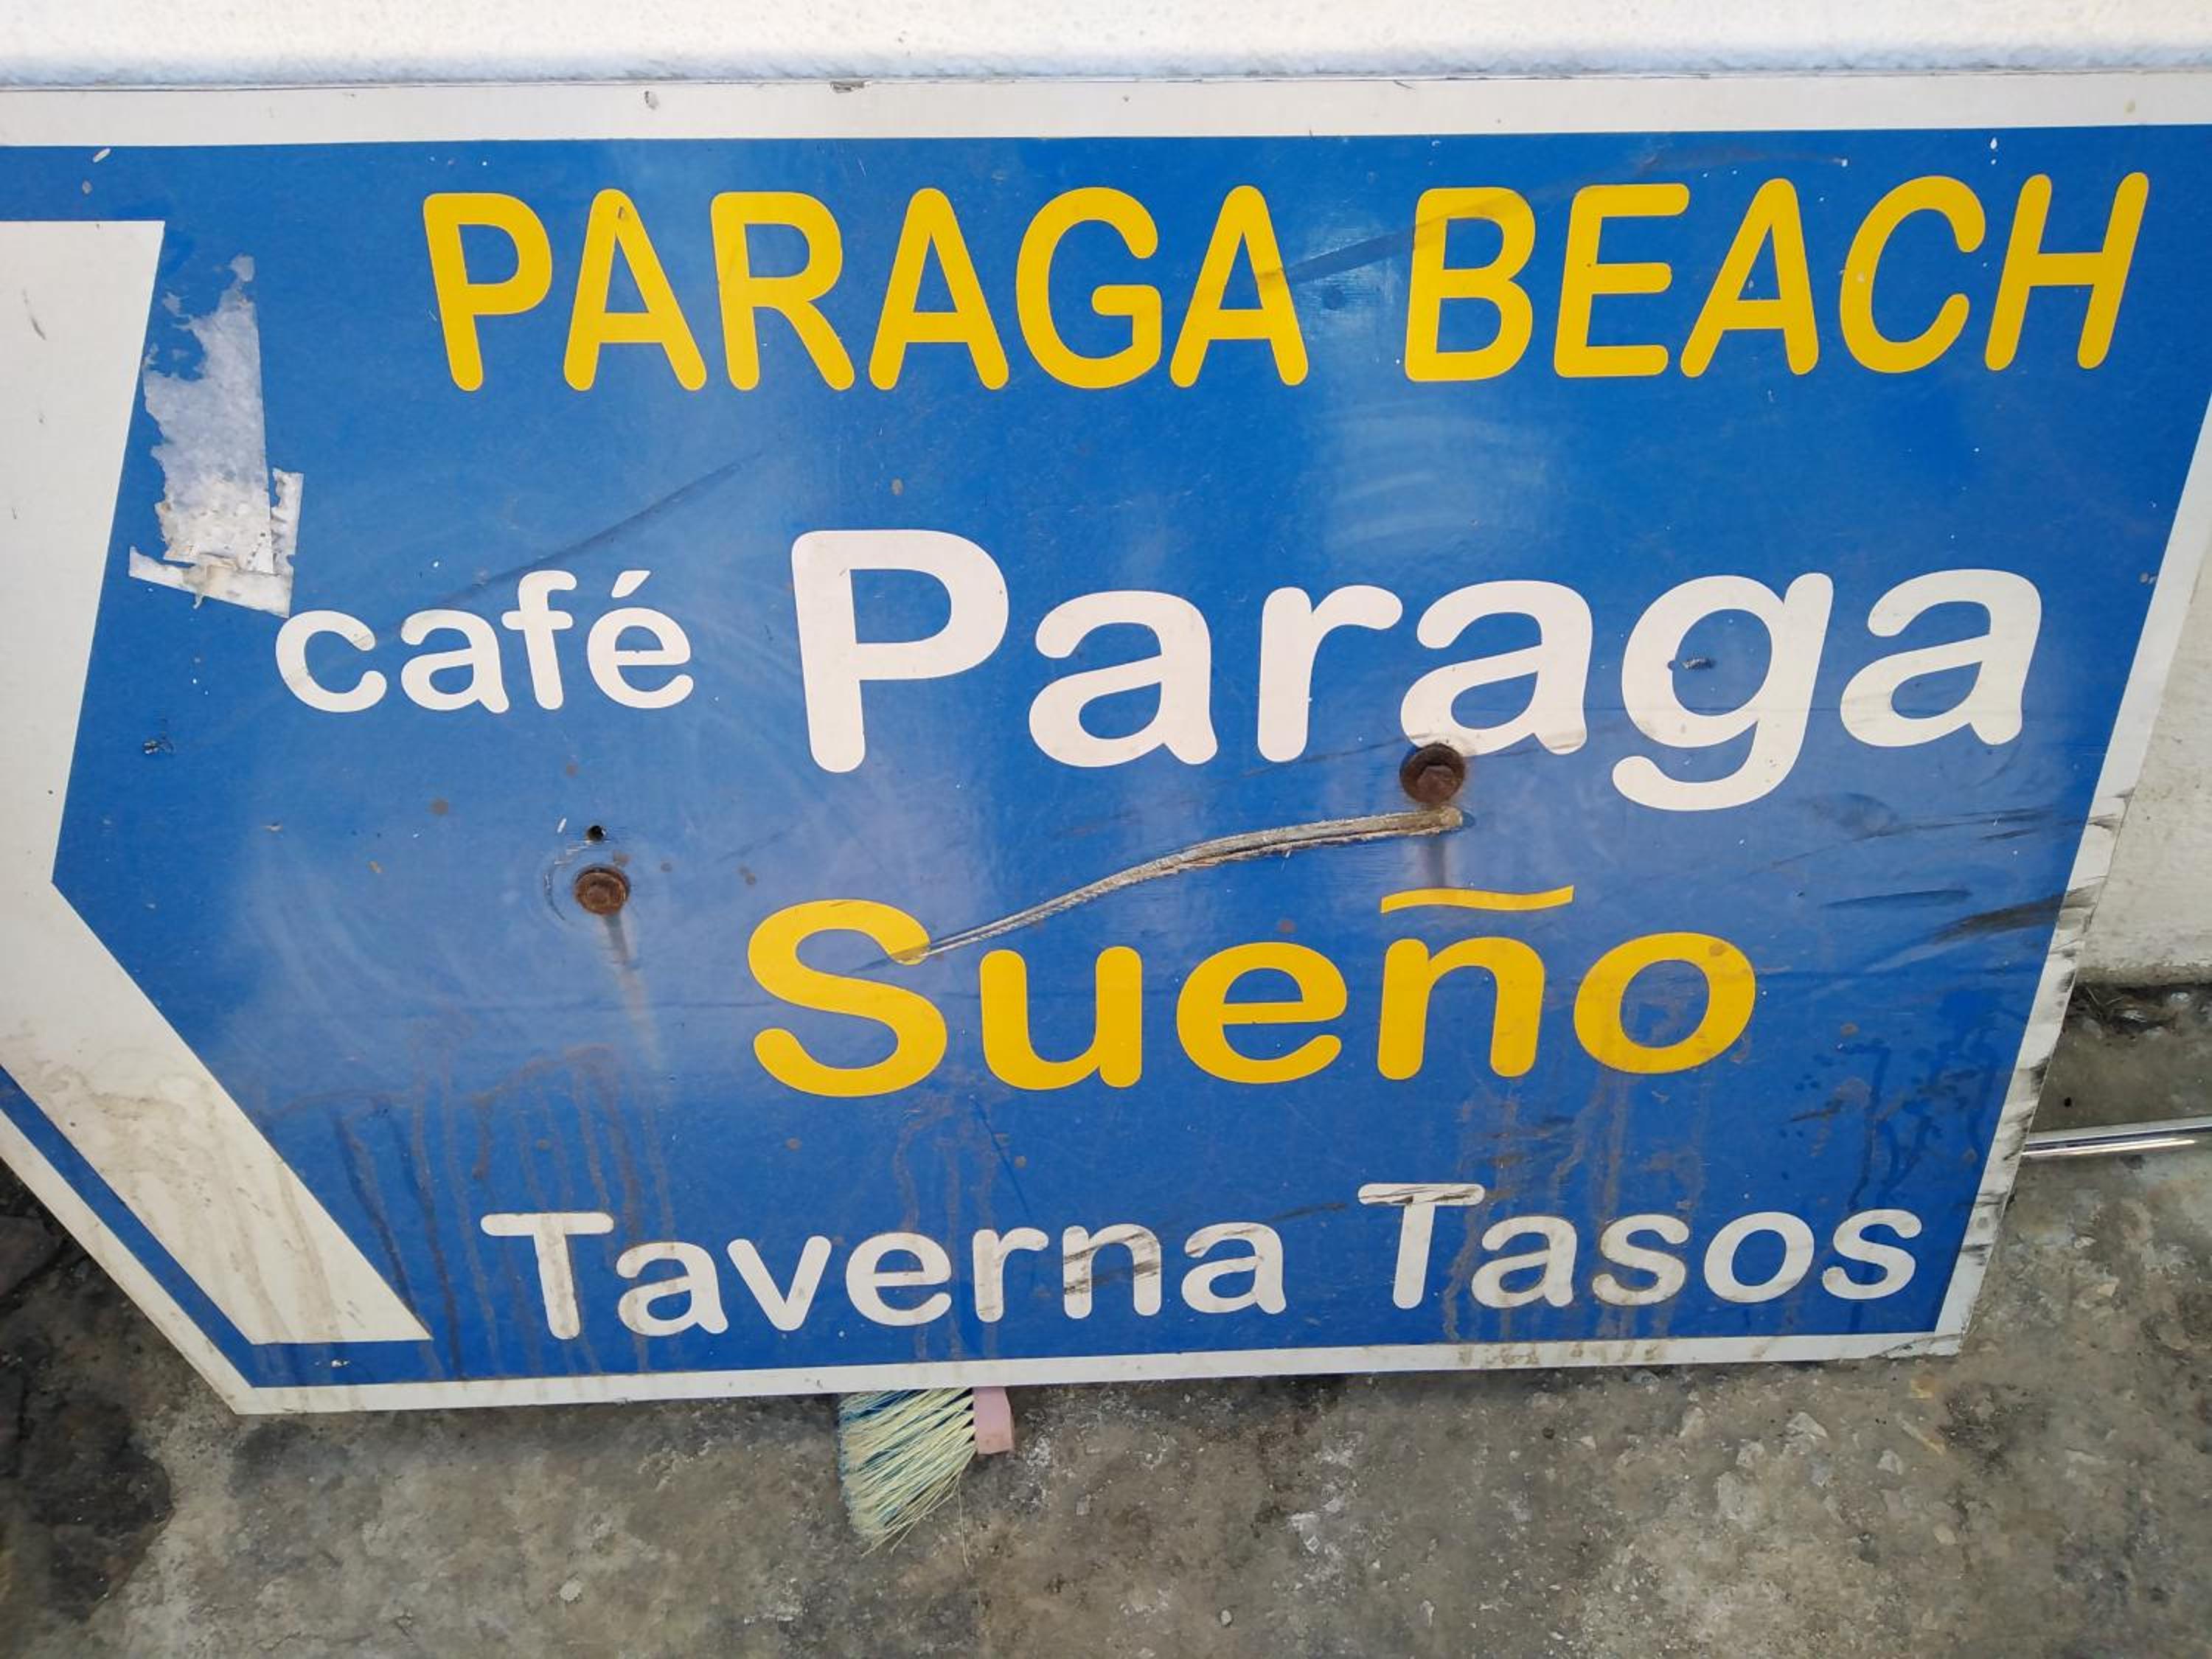 PARAGA BEACH
café Paraga
Sueño
Taverna Tasos